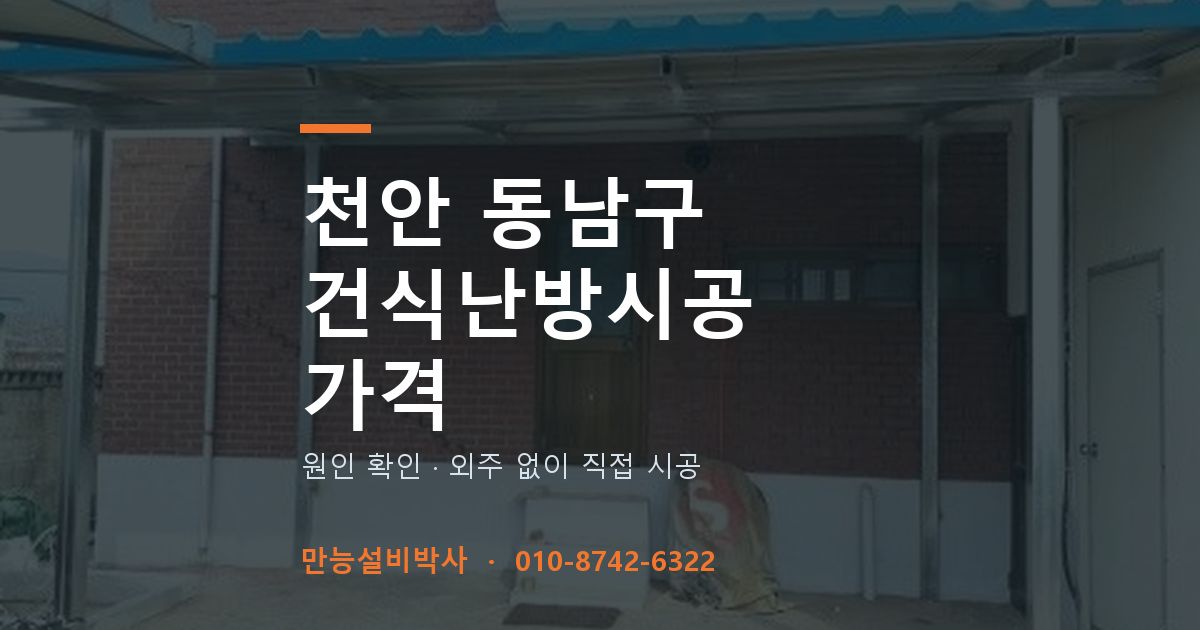 천안 동남구
건식난방시공
가격
원인 확인 · 외주 없이 직접 시공
만능설비박사 · 010-8742-6322
S